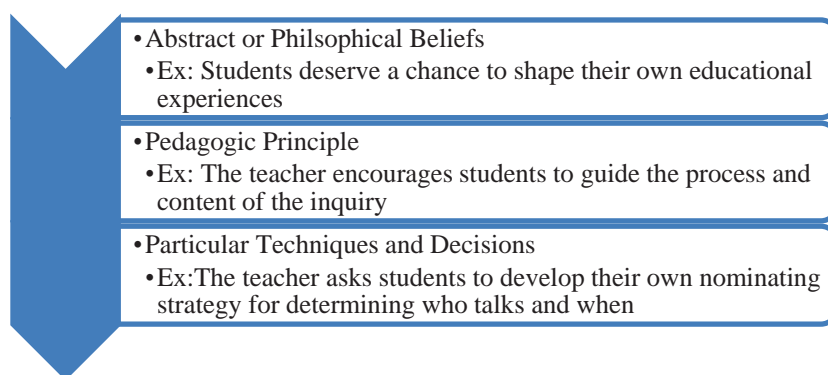 •Abstract or Philsophical Beliefs
•Ex: Students deserve a chance to shape their own educational
experiences
•Pedagogic Principle
•Ex: The teacher encourages students to guide the process and
content of the inquiry
•Particular Techniques and Decisions
•Ex:The teacher asks students to develop their own nominating
strategy for determining who talks and when